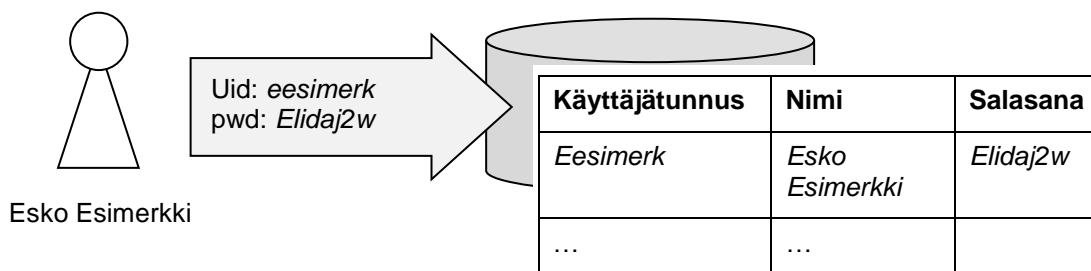 Uid: eesimerk
pwd: Elidaj2w
Esko Esimerkki
Käyttäjätunnus Nimi Salasana
Eesimerk Esko Elidaj2w
Esimerkki
… …